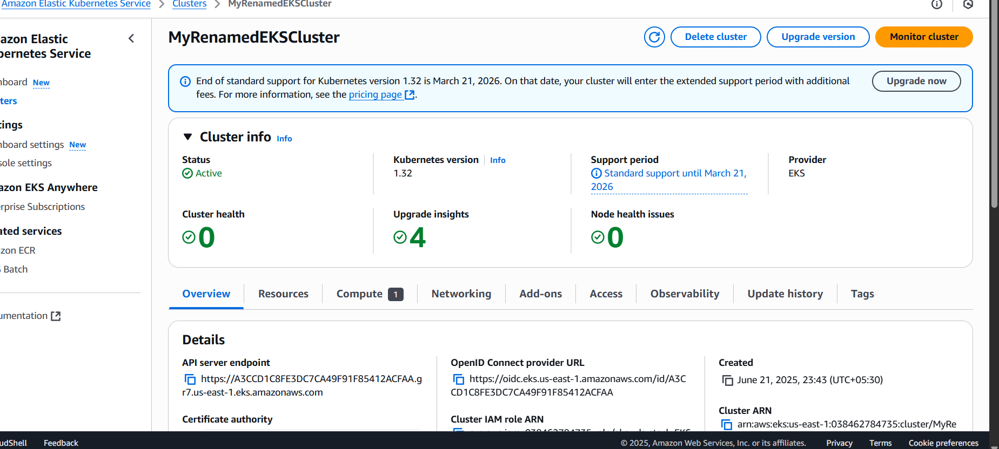 Amazon Elastic Kubernetes Service > Clusters > MyRenamedEKSCluster
azon Elastic
bernetes Service
board New
ters
tings
board settings New
sole settings
azon EKS Anywhere
erprise Subscriptions
ated services
zon ECR
S Batch
umentation
MyRenamedEKSCluster
Delete cluster
Upgrade version
Monitor cluster
End of standard support for Kubernetes version 1.32 is March 21, 2026. On that date, your cluster will enter the extended support period with additional
fees. For more information, see the pricing page.
Upgrade now
Cluster info Info
Status
Active
Kubernetes version Info
1.32
Support period
Standard support until March 21,
2026
Provider
EKS
Cluster health
0
Upgrade insights
4
Node health issues
0
Overview
Resources
Compute 1
Networking
Add-ons
Access
Observability
Update history
Tags
Details
API server endpoint
https://A3CCD1C8FE3DC7CA49F91F85412ACFAA.g
r7.us-east-1.eks.amazonaws.com
Certificate authority
OpenID Connect provider URL
https://oidc.eks.us-east-1.amazonaws.com/id/A3C
CD1C8FE3DC7CA49F91F85412ACFAA
Cluster IAM role ARN
Created
June 21, 2025, 23:43 (UTC+05:30)
Cluster ARN
arn:aws:eks:us-east-1:038462784735:cluster/MyRe
udShell
Feedback
© 2025, Amazon Web Services, Inc. or its affiliates.
Privacy
Terms
Cookie preferences